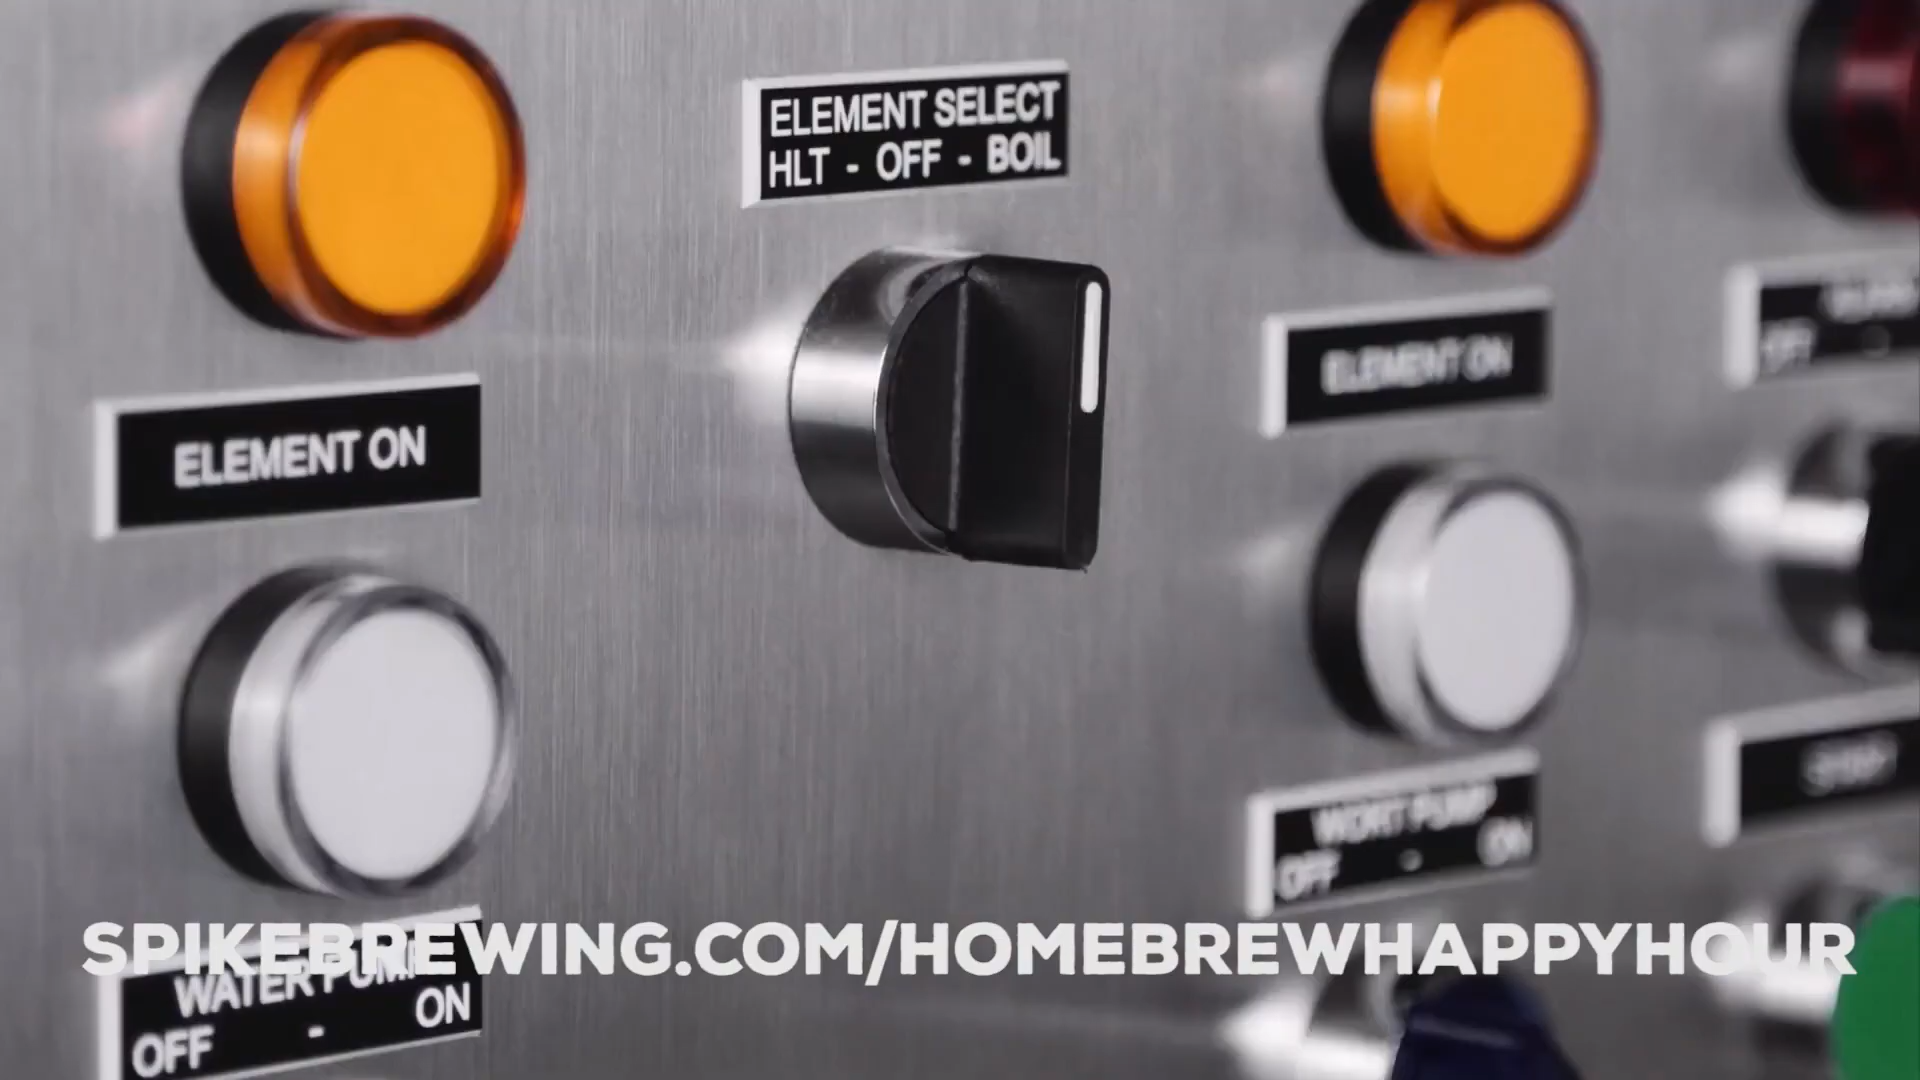 ELEMENT SELECT
HLT - OFF - BOIL
ELEMENT ON
ELEMENT ON
OFF -
WORT PUMP
OFF - ON
SPIKEBREWING.COM/HOMEBREWHAPPYHOUR
WATER PUMP
OFF - ON